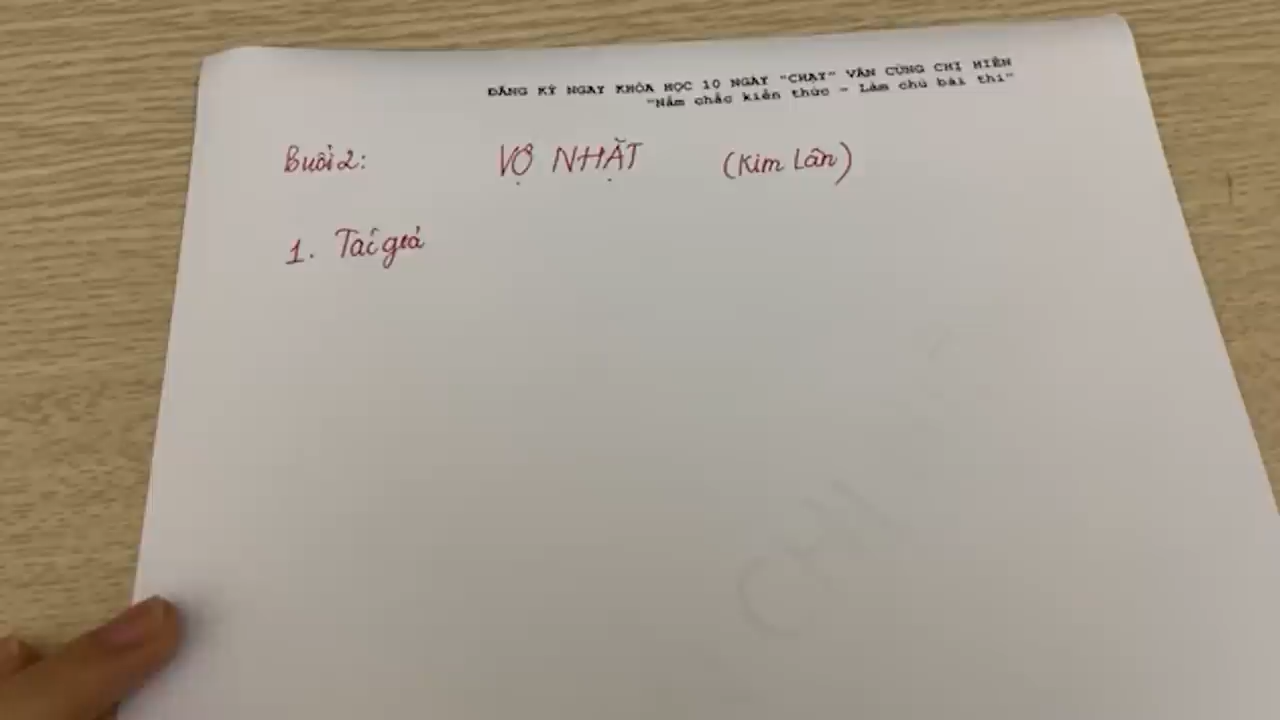 ĐĂNG KÝ NGAY KHÓA HỌC 10 NGÀY "CHẠY" VĂN CÙNG CHỊ HIÊN
"Nắm chắc kiến thức - Làm chủ bài thi"
Buổi 2: VỢ NHẶT (Kim Lân)
1. Tác giả